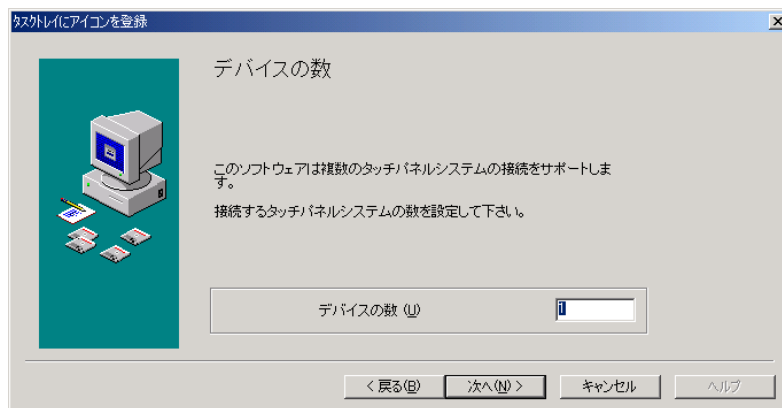 タスクトレイにアイコンを登録
デバイスの数
このソフトウェアは複数のタッチパネルシステムの接続をサポートしま
す。
接続するタッチパネルシステムの数を設定して下さい。
デバイスの数 (U)
1
< 戻る(B)
次へ(N) >
キャンセル
ヘルプ